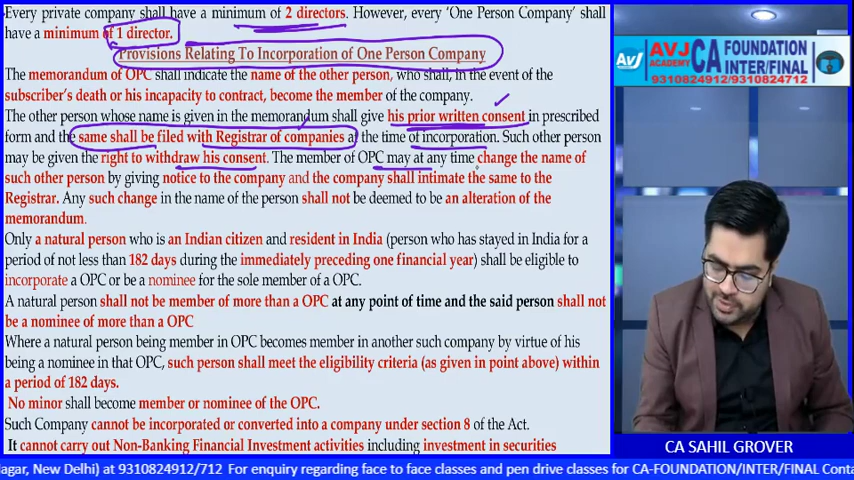 Every private company shall have a minimum of 2 directors. However, every ‘One Person Company’ shall
have a minimum of 1 director.
Provisions Relating To Incorporation of One Person Company
The memorandum of OPC shall indicate the name of the other person, who shall, in the event of the
subscriber's death or his incapacity to contract, become the member of the company.
The other person whose name is given in the memorandum shall give his prior written consent in prescribed
form and the same shall be filed with Registrar of companies at the time of incorporation. Such other person
may be given the right to withdraw his consent. The member of OPC may at any time change the name of
such other person by giving notice to the company and the company shall intimate the same to the
Registrar. Any such change in the name of the person shall not be deemed to be an alteration of the
memorandum.
Only a natural person who is an Indian citizen and resident in India (person who has stayed in India for a
period of not less than 182 days during the immediately preceding one financial year) shall be eligible to
incorporate a OPC or be a nominee for the sole member of a OPC.
A natural person shall not be member of more than a OPC at any point of time and the said person shall not
be a nominee of more than a OPC
Where a natural person being member in OPC becomes member in another such company by virtue of his
being a nominee in that OPC, such person shall meet the eligibility criteria (as given in point above) within
a period of 182 days.
No minor shall become member or nominee of the OPC.
Such Company cannot be incorporated or converted into a company under section 8 of the Act.
It cannot carry out Non-Banking Financial Investment activities including investment in securities
AVJ
AVJ
ACADEMY
CA FOUNDATION
INTER/FINAL
9310824912/9310824712
CA SAHIL GROVER
Nagar, New Delhi) at 9310824912/712 For enquiry regarding face to face classes and pen drive classes for CA-FOUNDATION/INTER/FINAL Conta